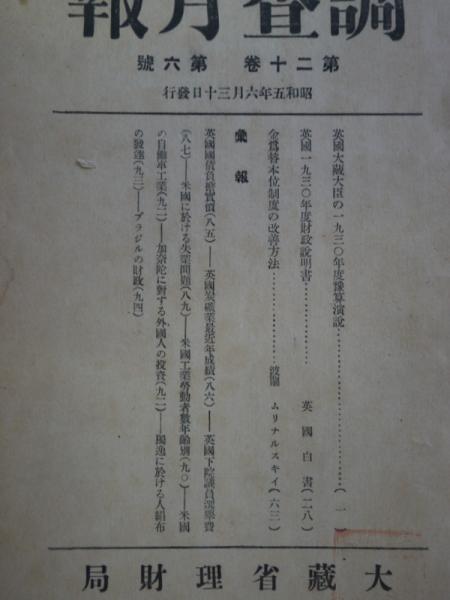 調查月報
第二十卷 第六號
昭和五年六月三十日發行
英國大藏大臣の一九三〇年度豫算演說……………(一)
英國一九三〇年度財政說明書……………英國白書(二八)
金爲替本位制度の改善方法……………波蘭 ムリナルスキイ(六三)
彙報
英國國債負擔實價(八五)——英國炭礦業最近年成績(八六)——英國下院議員選擧費
(八七)——米國に於ける失業問題(八九)——米國工業勞動者數年齡別(九〇)——米國
の自動車工業(九二)——加奈陀に對する外國人の投資(九二)——獨逸に於ける人絹布
の發達(九三)——ブラジルの財政(九四)
大藏省理財局